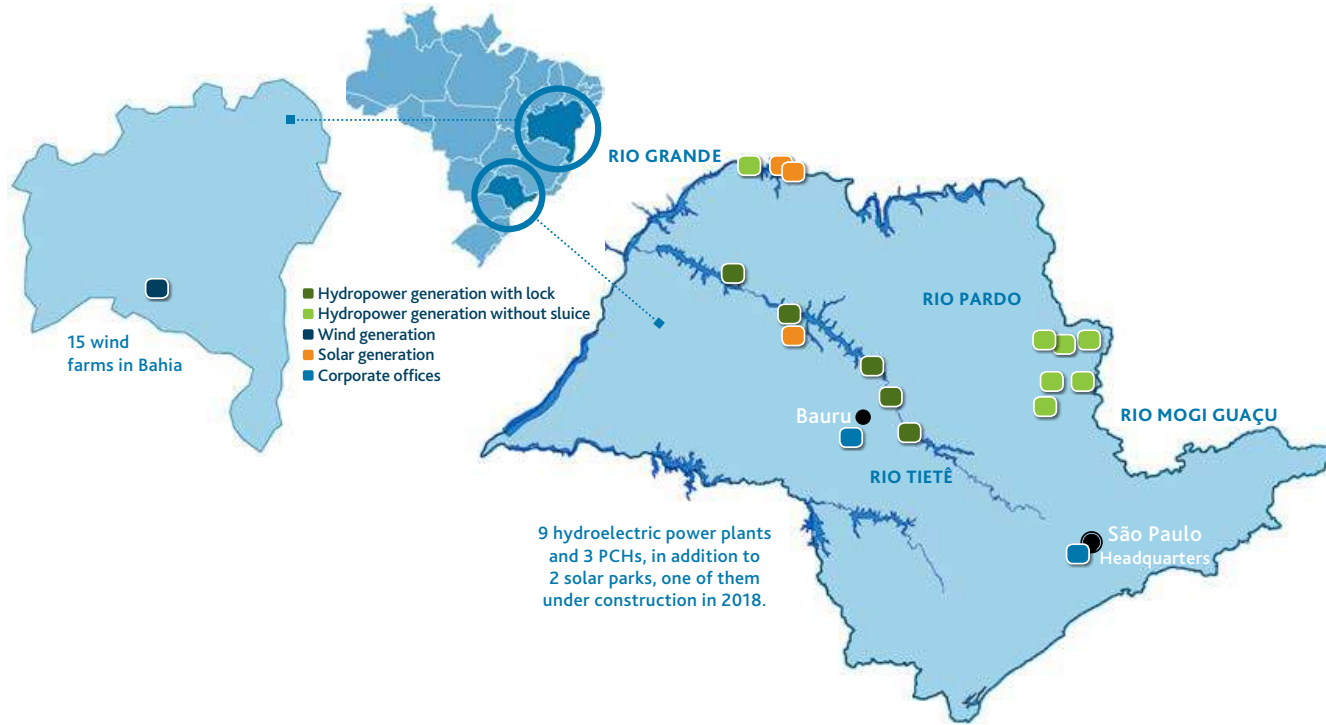 RIO GRANDE
Hydropower generation with lock
Hydropower generation without sluice
Wind generation
Solar generation
Corporate offices
15 wind
farms in Bahia
RIO PARDO
RIO MOGI GUAÇU
Bauru
RIO TIETÊ
São Paulo
Headquarters
9 hydroelectric power plants
and 3 PCHs, in addition to
2 solar parks, one of them
under construction in 2018.